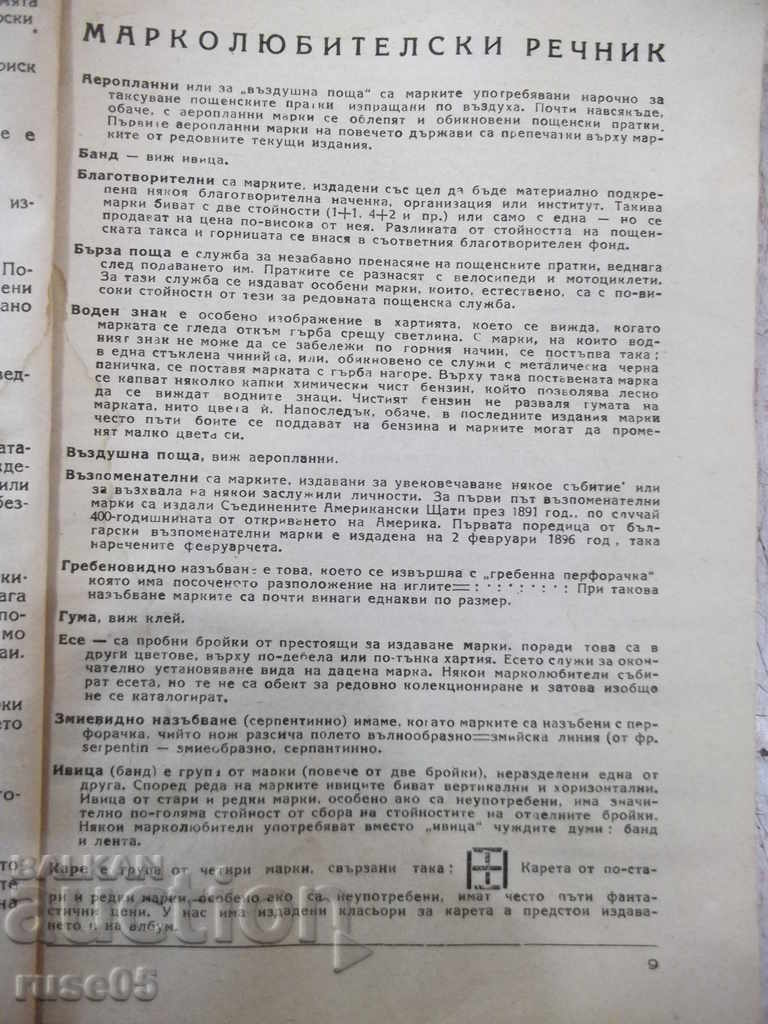 МАРКОЛЮБИТЕЛСКИ РЕЧНИК
Аеропланни или за „въздушна поща“ са марките употребявани нарочно за
таксуване пощенските пратки изпращани по въздуха. Почти навсякъде,
обаче, с аеропланни марки се облепят и обикновени пощенски пратки.
Първите аеропланни марки на повечето държави са препечатки върху мар-
ките от редовните текущи издания.
Банд — виж ивица.
Благотворителни са марките, издадени със цел да бъде материално подкре-
пена някоя благотворителна наченка, организация или институт. Такива
марки биват с две стойности (1+1, 4+2 и пр.) или само с една — но се
продават на цена по-висока от нея. Разликата от стойността на пощен-
ската такса и горницата се внася в съответния благотворителен фонд.
Бърза поща е служба за незабавно пренасяне на пощенските пратки, веднага
след подаването им. Пратките се разнасят с велосипеди и мотоциклети.
За тази служба се издават особени марки, които, естествено, са с по-ви-
соки стойности от тези за редовната пощенска служба.
Воден знак е особено изображение в хартията, което се вижда, когато
марката се гледа откъм гърба срещу светлина. С марки, на които вод-
ният знак не може да се забележи по горния начин, се постъпва така:
в една стъклена чинийка, или, обикновено се служи с металическа черна
паничка, се поставя марката с гърба нагоре. Върху така поставената марка
се капват няколко капки химически чист бензин, който позволява лесно
да се виждат водните знаци. Чистият бензин не разваля гумата на
марката, нито цвета ѝ. Напоследък, обаче, в последните издания марки
често пъти боите се поддават на бензина и марките могат да проме-
нят малко цвета си.
Въздушна поща, виж аеропланни.
Възпоменателни са марките, издавани за увековечаване някое събитие или
за възхвала на някои заслужили личности. За първи път възпоменателни
марки са издали Съединените Американски Щати през 1891 год., по случай
400-годишнината от откриването на Америка. Първата поредица от бъл-
гарски възпоменателни марки е издадена на 2 февруари 1896 год, така
наречените февруарчета.
Гребеновидно назъбване е това, което се извършва с „гребенна перфорачка“
която има посоченото разположение на иглите При такова
назъбване марките са почти винаги еднакви по размер.
Гума, виж клей.
Есе — са пробни бройки от престоящи за издаване марки. поради това са в
други цветове, върху по-дебела или по-тънка хартия. Есето служи за окон-
чателно установяване вида на дадена марка. Някои марколюбители съби-
рат есета, но те не са обект за редовно колекциониране и затова изобщо
не се каталогират.
Змиевидно назъбване (серпентинно) имаме, когато марките са назъбени с пер-
форачка, чийто нож разсича полето вълнообразно=змийска линия (от фр.
serpentin — змиеобразно, серпантинно.
Ивица (банд) е група от марки (повече от две бройки), неразделени една от
друга. Според реда на марките ивиците биват вертикални и хоризонтални.
Ивица от стари и редки марки, особено ако са неупотребени, има значи-
телно по-голяма стойност от сбора на стойностите на отделните бройки.
Някои марколюбители употребяват вместо „ивица“ чуждите думи: банд
и лента.
Каре е група от четири марки, свързани така: Карета от по-ста-
ри и редки марки, особено ако са неупотребени, имат често пъти фанта-
стични цени. У нас има издадени класьори за карета а предстои издава-
нето и на албум.
9
BALKAN
auction
ruse05